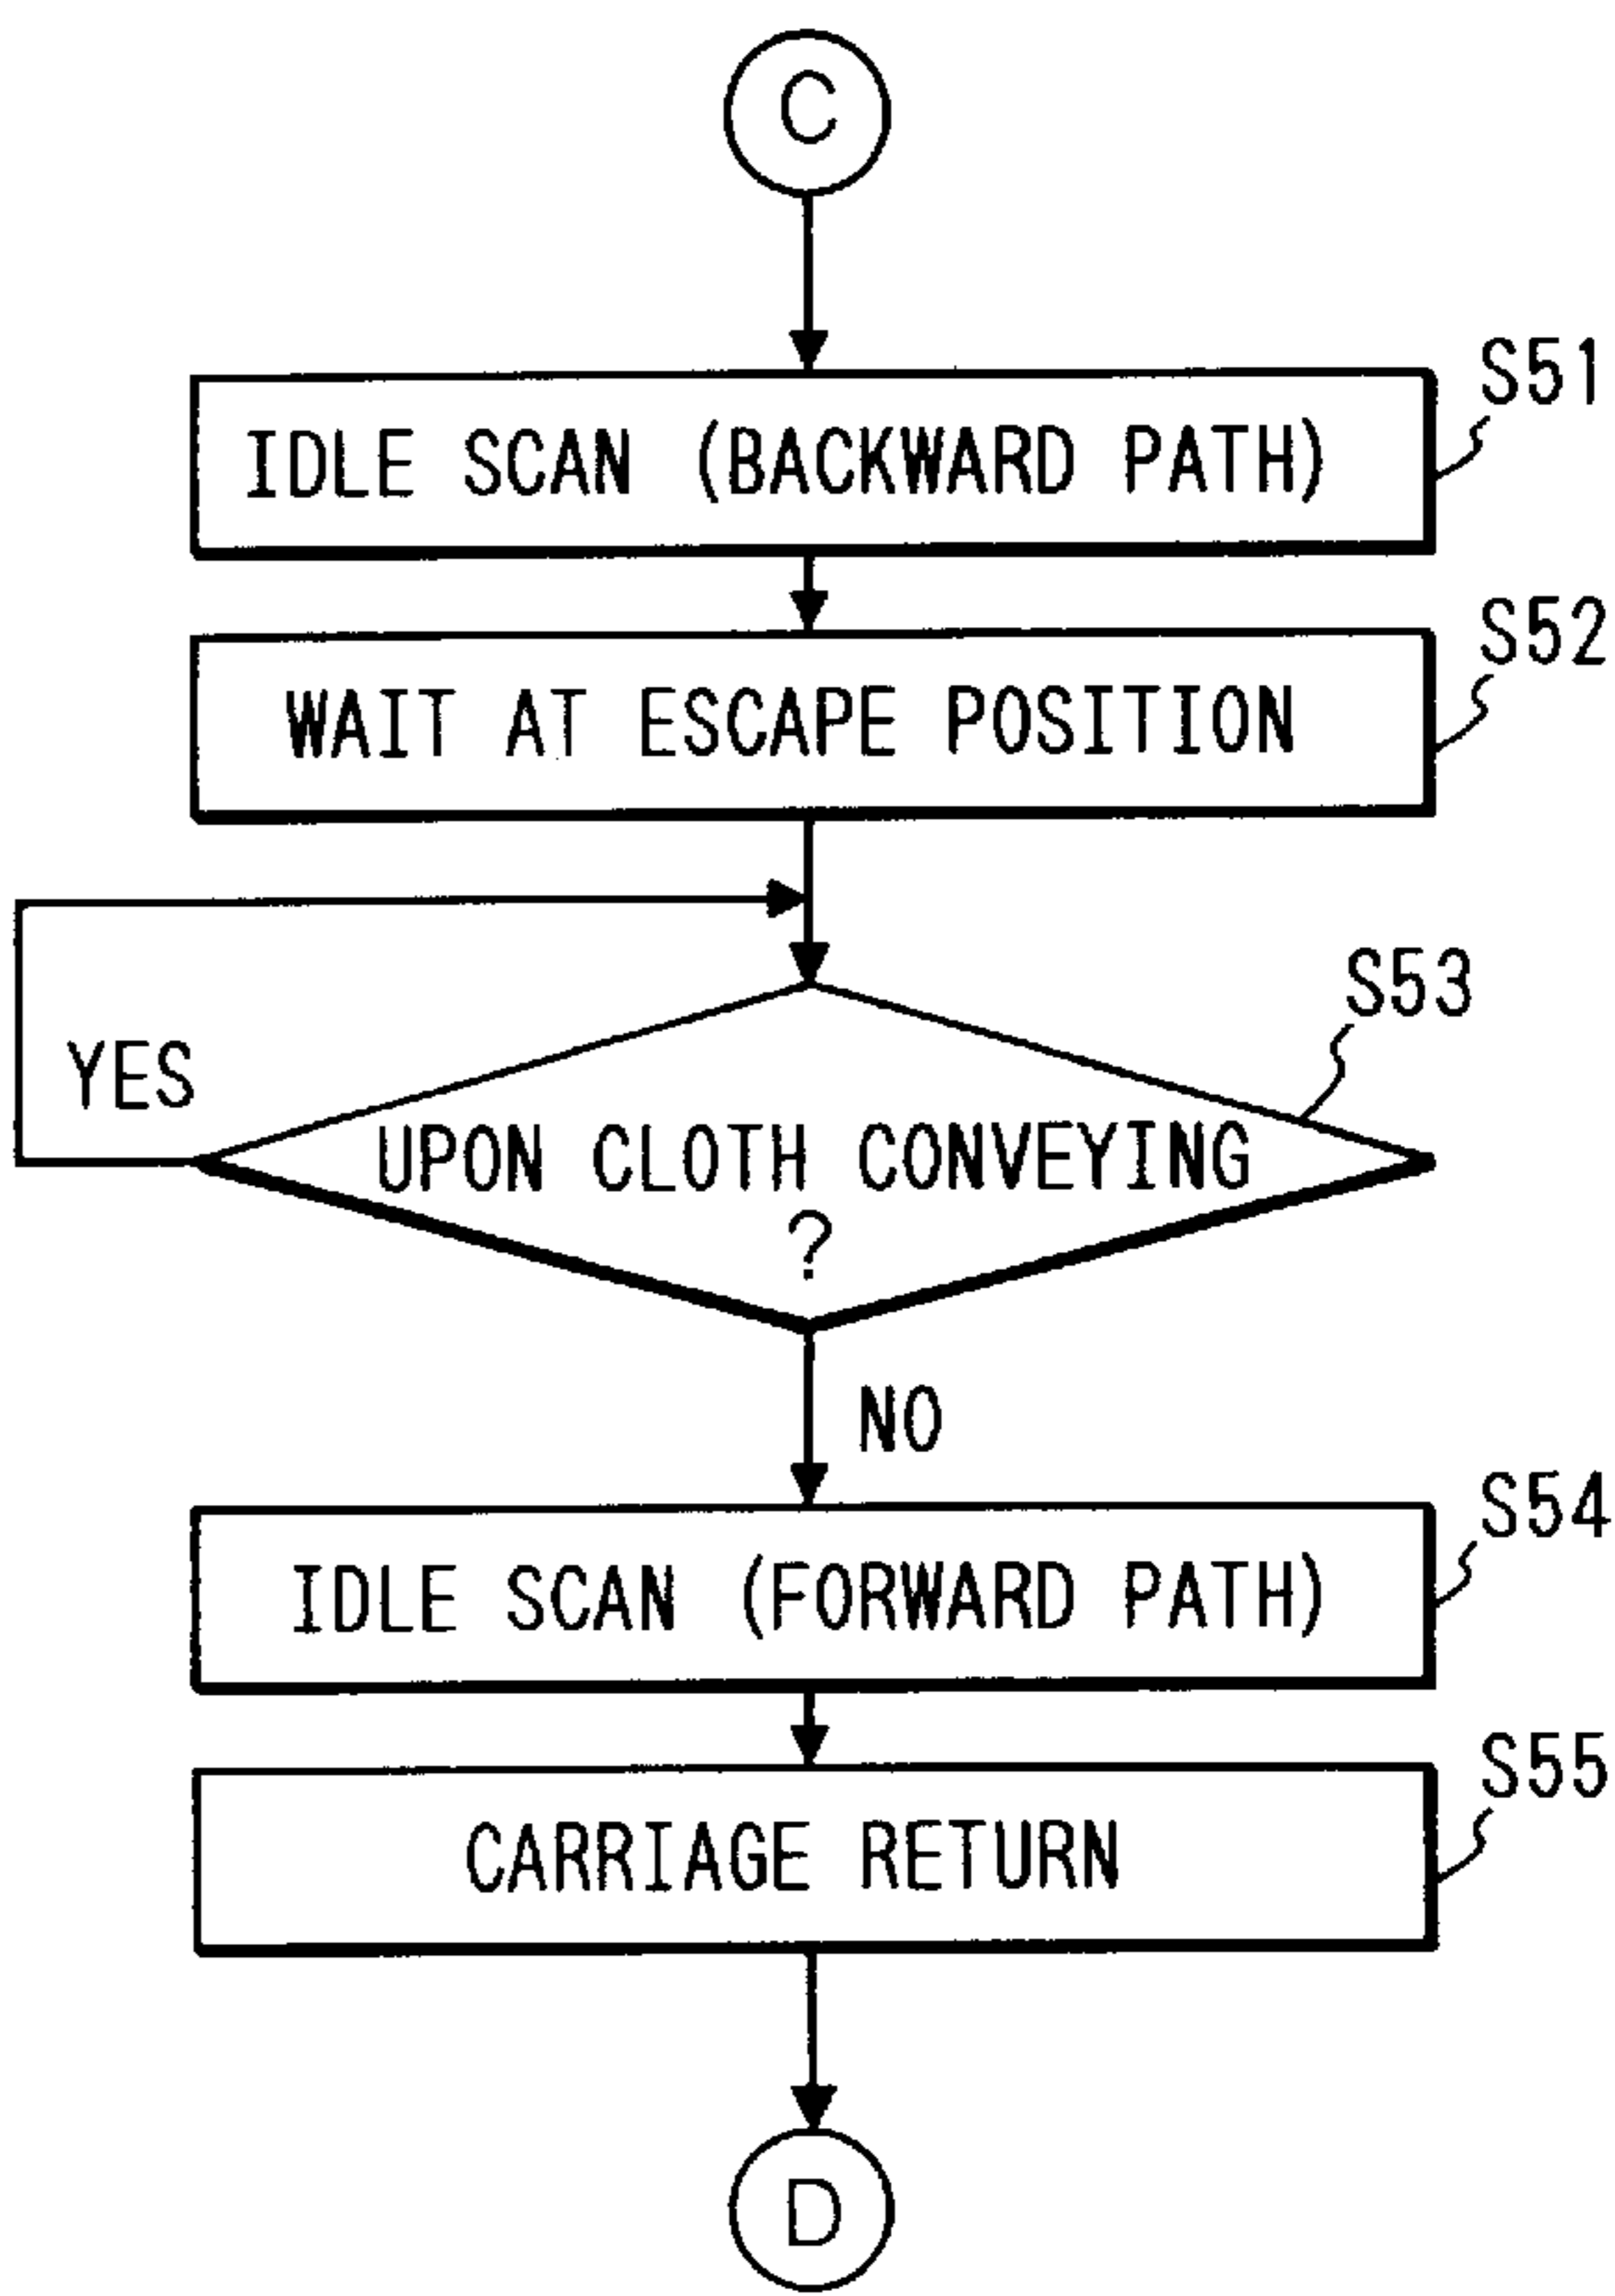 C
S51
IDLE SCAN (BACKWARD PATH)
S52
WAIT AT ESCAPE POSITION
S53
YES
UPON CLOTH CONVEYING
?
NO
S54
IDLE SCAN (FORWARD PATH)
S55
CARRIAGE RETURN
D